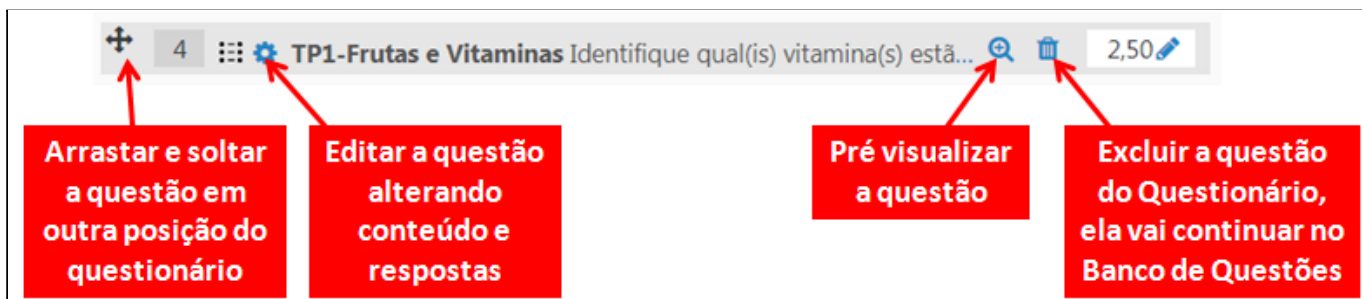 4 TP1-Frutas e Vitaminas Identifique qual(is) vitamina(s) estã... 2,50
Arrastar e soltar
a questão em
outra posição do
questionário
Editar a questão
alterando
conteúdo e
respostas
Pré visualizar
a questão
Excluir a questão
do Questionário,
ela vai continuar no
Banco de Questões